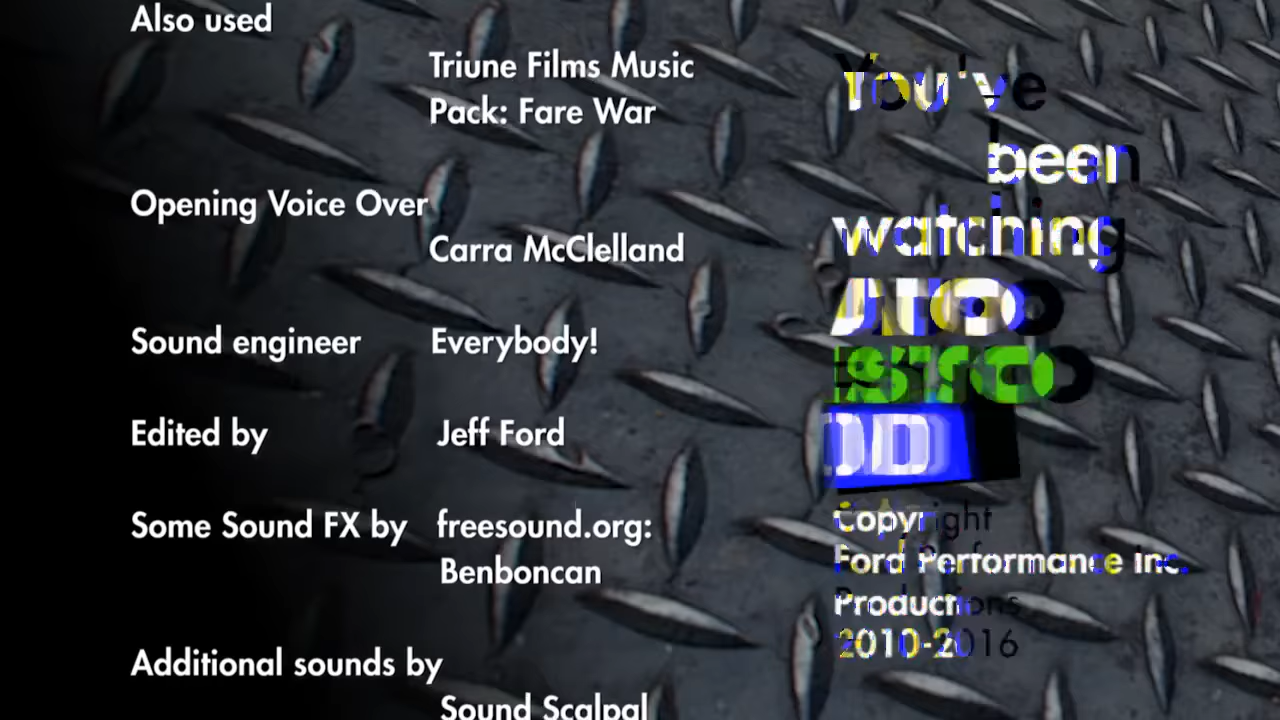 Also used
Triune Films Music
Pack: Fare War
Opening Voice Over
Carra McClelland
Sound engineer Everybody!
Edited by Jeff Ford
Some Sound FX by freesound.org:
Benboncan
Additional sounds by
Sound Scalpal
You've
been
watching
Copyright
Ford Performance Inc.
Productions
2010-2016